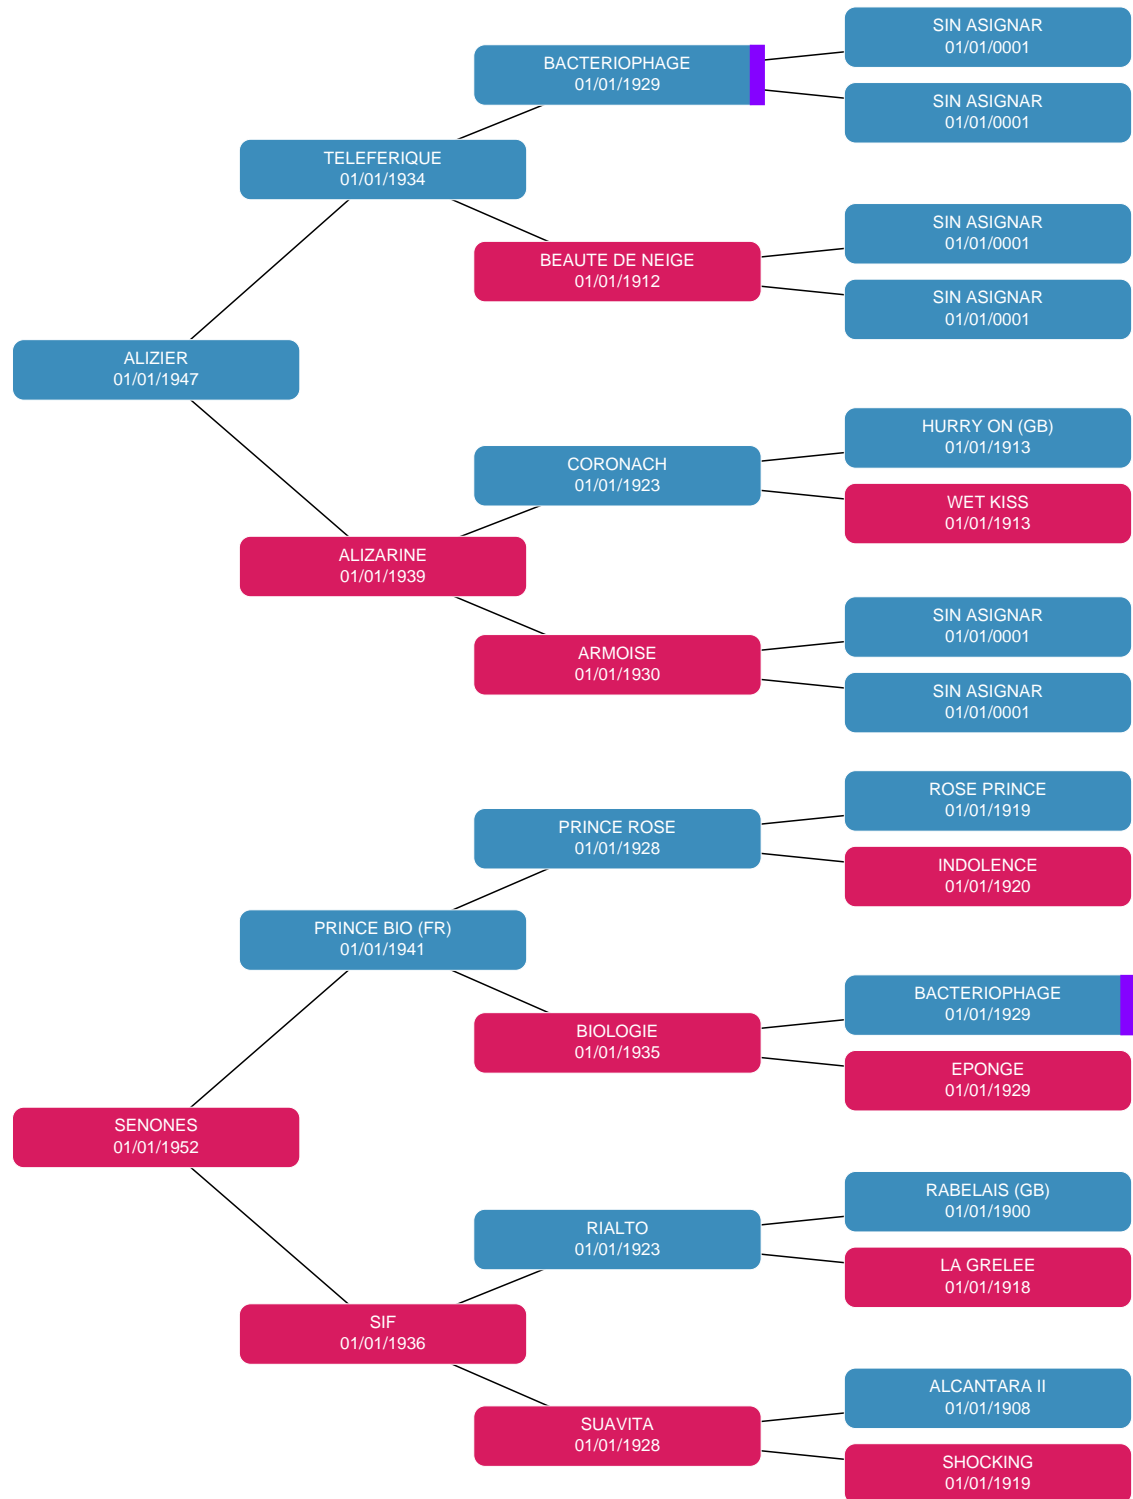 SIN ASIGNAR
01/01/0001
BACTERIOPHAGE
01/01/1929
SIN ASIGNAR
01/01/0001
TELEFERIQUE
01/01/1934
SIN ASIGNAR
01/01/0001
BEAUTE DE NEIGE
01/01/1912
SIN ASIGNAR
01/01/0001
ALIZIER
01/01/1947
HURRY ON (GB)
01/01/1913
CORONACH
01/01/1923
WET KISS
01/01/1913
ALIZARINE
01/01/1939
SIN ASIGNAR
01/01/0001
ARMOISE
01/01/1930
SIN ASIGNAR
01/01/0001
ROSE PRINCE
01/01/1919
PRINCE ROSE
01/01/1928
INDOLENCE
01/01/1920
PRINCE BIO (FR)
01/01/1941
BACTERIOPHAGE
01/01/1929
BIOLOGIE
01/01/1935
EPONGE
01/01/1929
SENONES
01/01/1952
RABELAIS (GB)
01/01/1900
RIALTO
01/01/1923
LA GRELEE
01/01/1918
SIF
01/01/1936
ALCANTARA II
01/01/1908
SUAVITA
01/01/1928
SHOCKING
01/01/1919